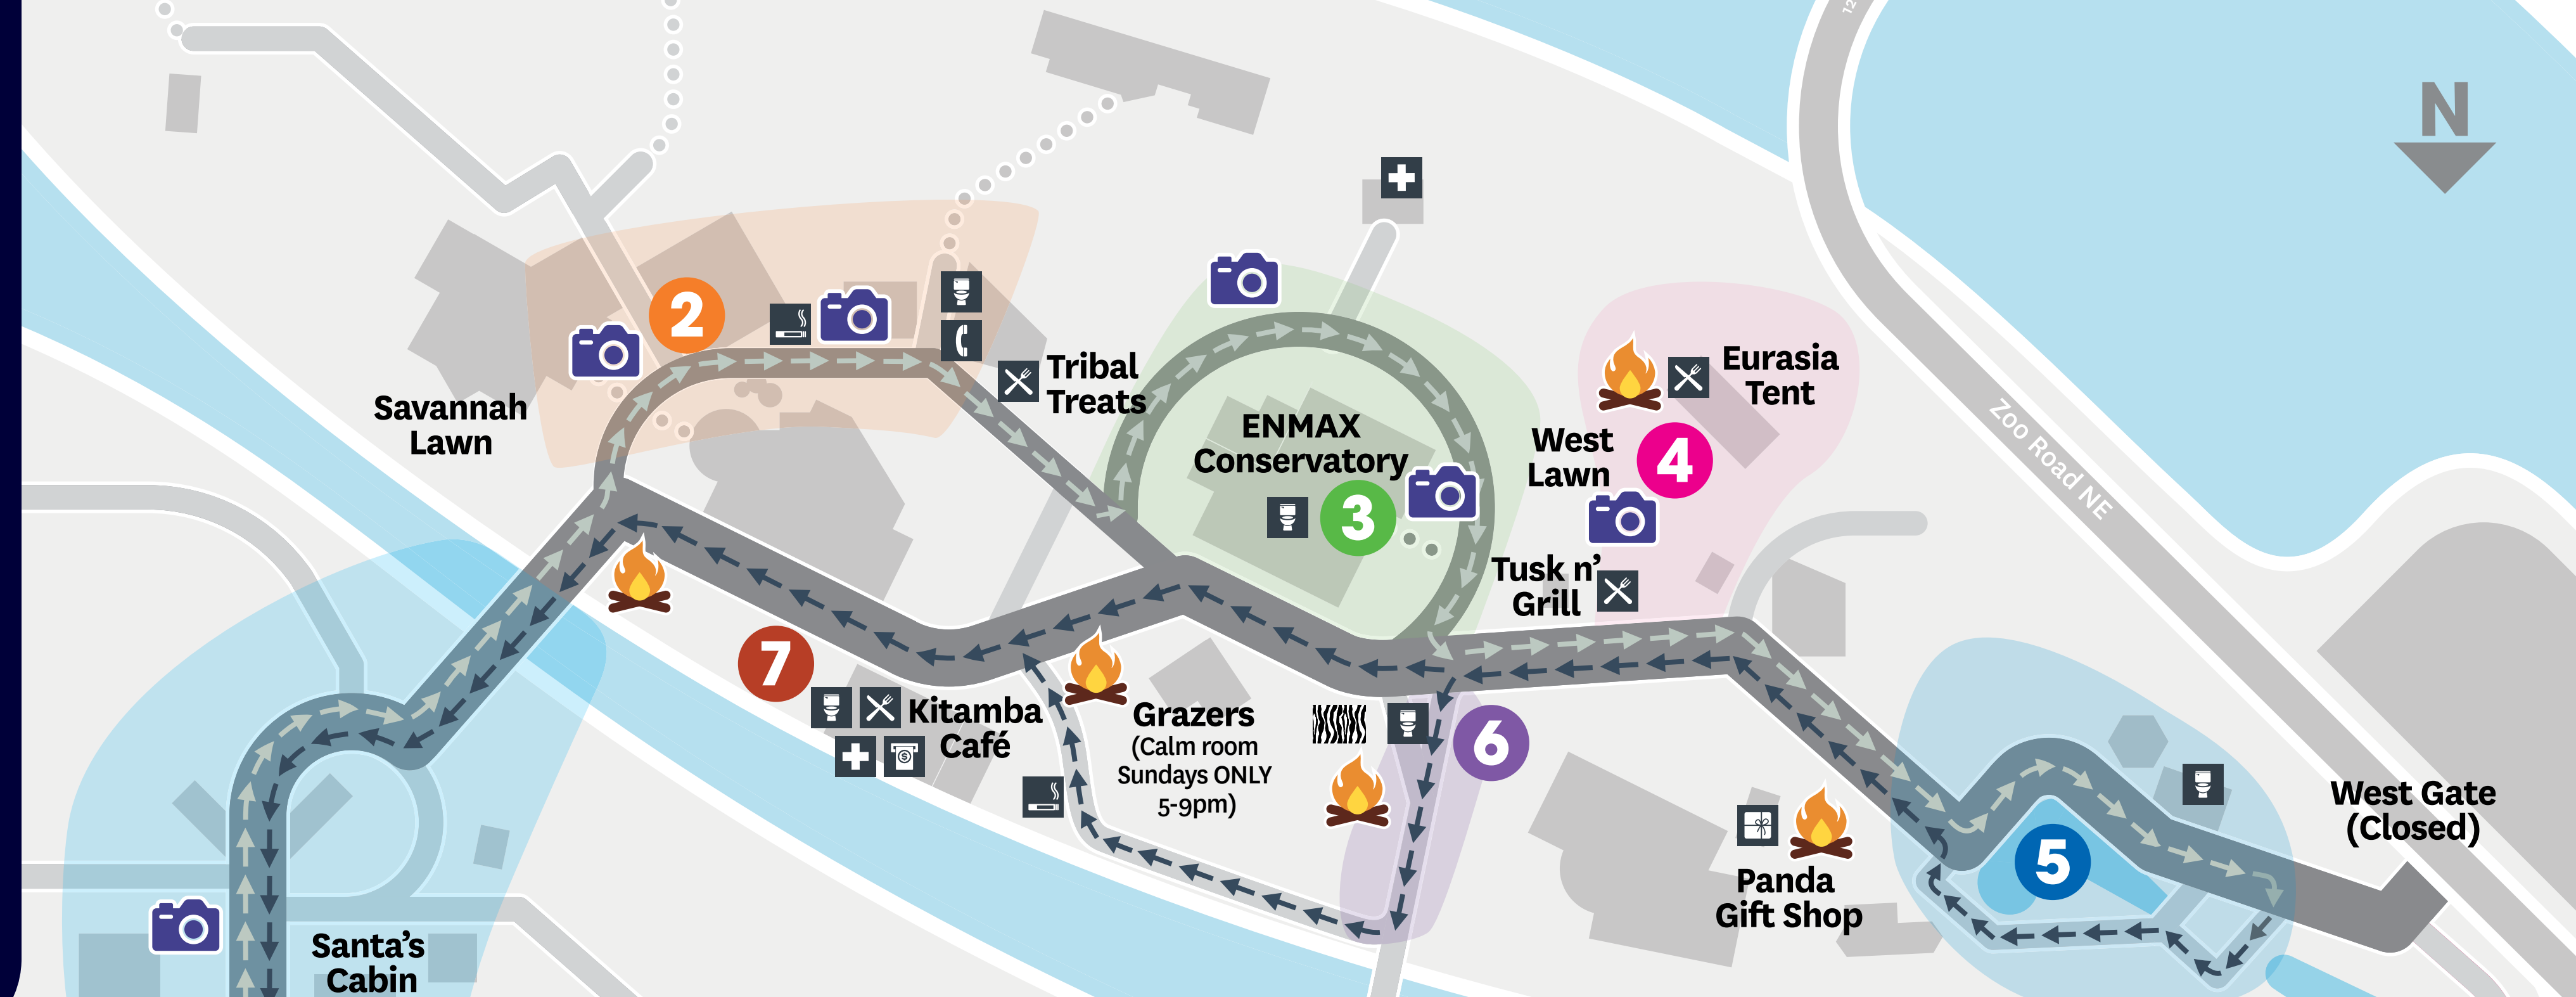 12
N
2
Tribal
Treats
Savannah
Lawn
ENMAX
Conservatory
3
Eurasia
Tent
West
Lawn
4
Tusk n'
Grill
Zoo Road NE
7
Kitamba
Café
$
Grazers
(Calm room
Sundays ONLY
5-9pm)
6
Panda
Gift Shop
5
West Gate
(Closed)
Santa's
Cabin